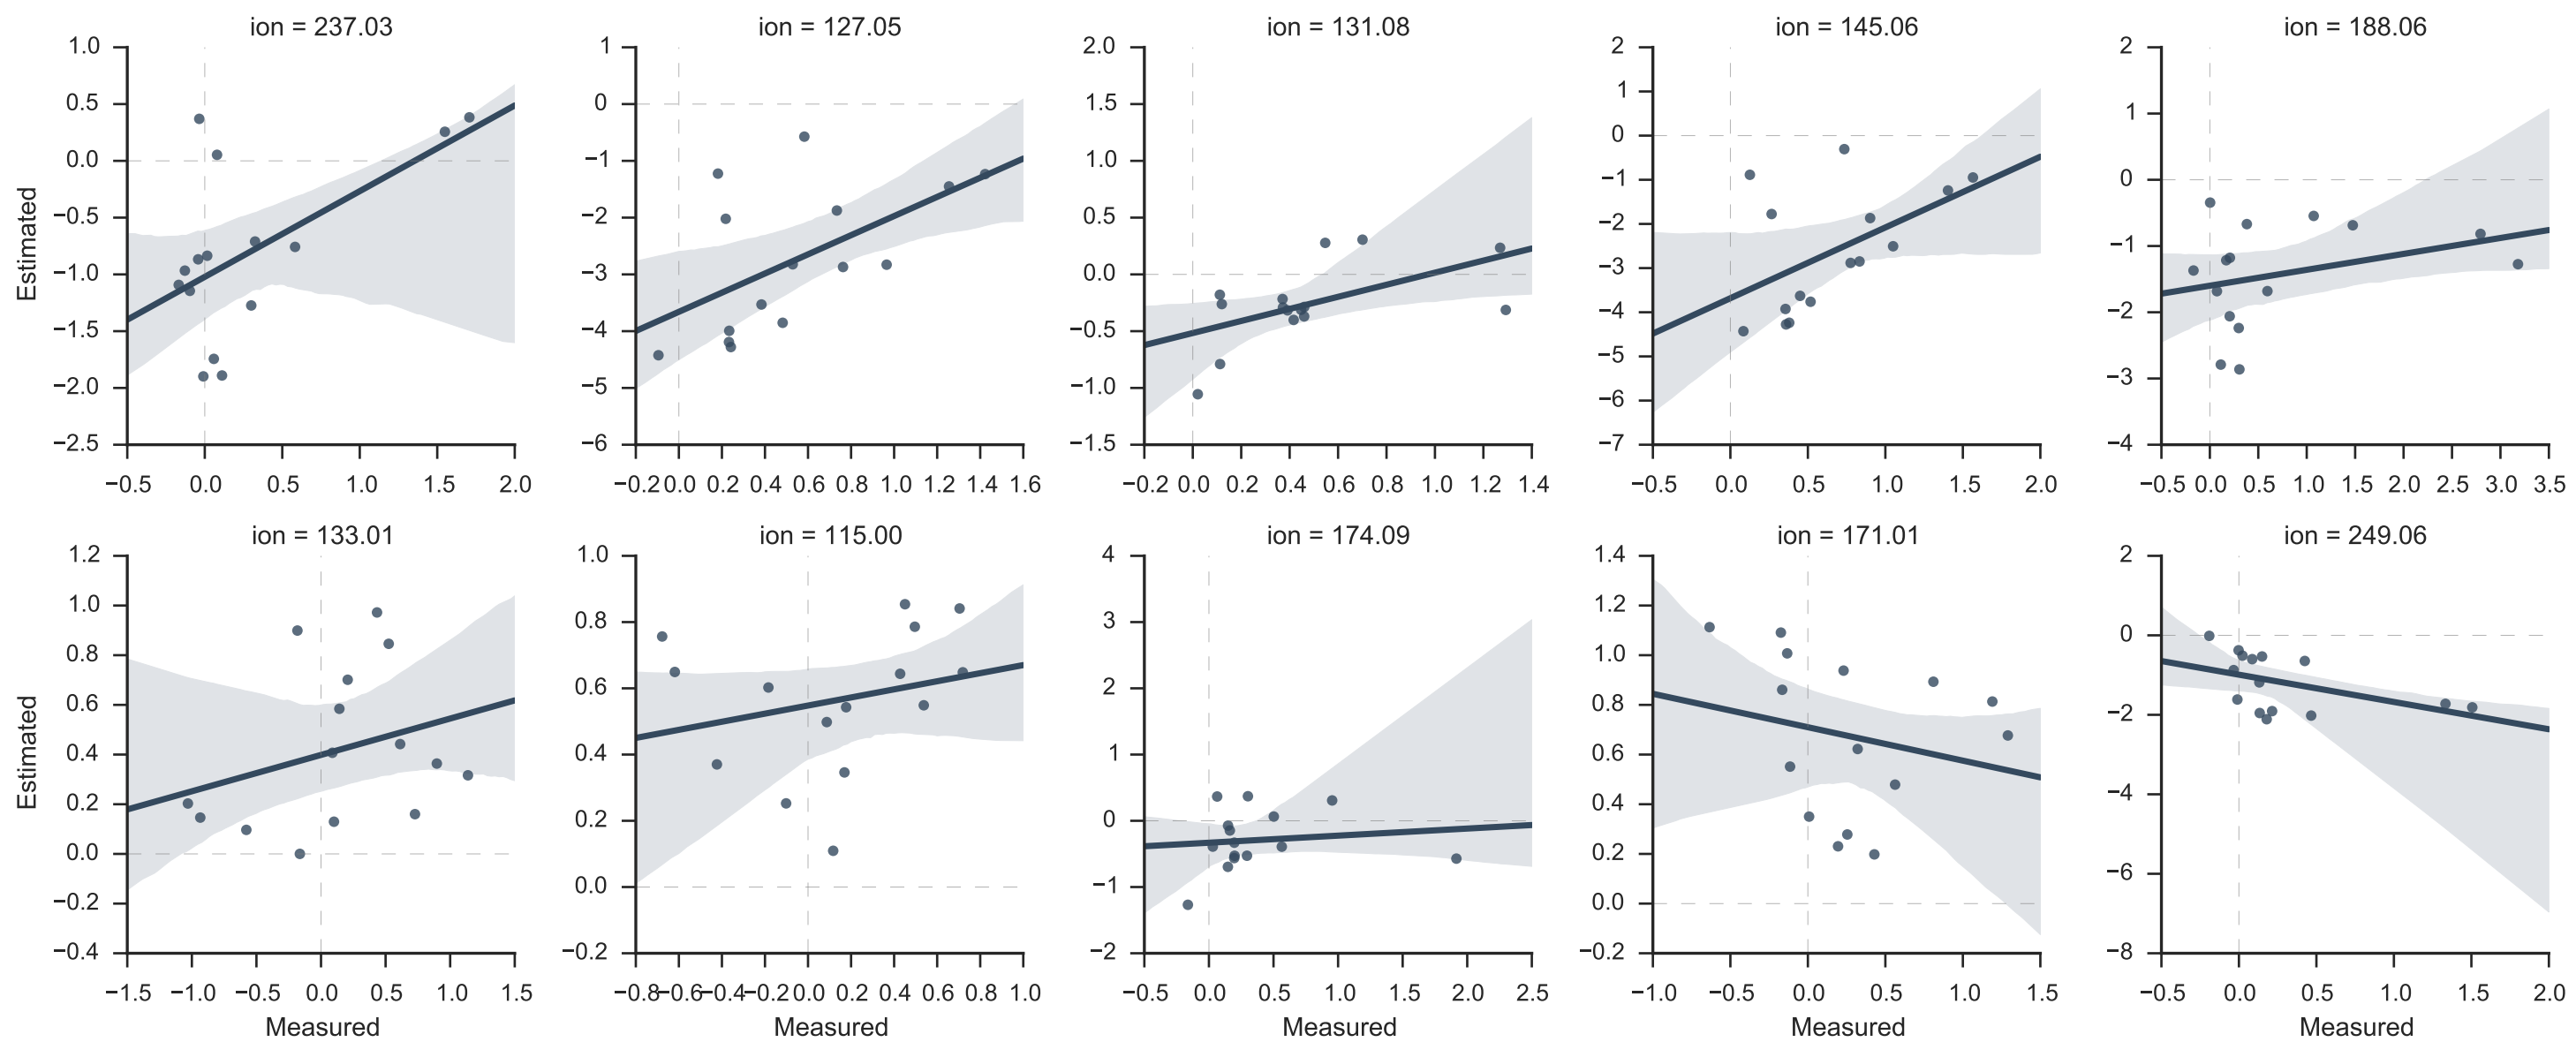 ion = 237.03
1.0
0.5
0.0
−0.5
−1.0
−1.5
−2.0
−2.5
Estimated
−0.5 0.0 0.5 1.0 1.5 2.0
ion = 127.05
1
0
−1
−2
−3
−4
−5
−6
−0.2 0.0 0.2 0.4 0.6 0.8 1.0 1.2 1.4 1.6
ion = 131.08
2.0
1.5
1.0
0.5
0.0
−0.5
−1.0
−1.5
−0.2 0.0 0.2 0.4 0.6 0.8 1.0 1.2 1.4
ion = 145.06
2
1
0
−1
−2
−3
−4
−5
−6
−7
−0.5 0.0 0.5 1.0 1.5 2.0
ion = 188.06
2
1
0
−1
−2
−3
−4
−0.5 0.0 0.5 1.0 1.5 2.0 2.5 3.0 3.5
ion = 133.01
1.2
1.0
0.8
0.6
0.4
0.2
0.0
−0.2
−0.4
Estimated
−1.5 −1.0 −0.5 0.0 0.5 1.0 1.5
Measured
ion = 115.00
1.0
0.8
0.6
0.4
0.2
0.0
−0.2
−0.8 −0.6 −0.4 −0.2 0.0 0.2 0.4 0.6 0.8 1.0
Measured
ion = 174.09
4
3
2
1
0
−1
−2
−0.5 0.0 0.5 1.0 1.5 2.0 2.5
Measured
ion = 171.01
1.4
1.2
1.0
0.8
0.6
0.4
0.2
0.0
−0.2
−1.0 −0.5 0.0 0.5 1.0 1.5
Measured
ion = 249.06
2
0
−2
−4
−6
−8
−0.5 0.0 0.5 1.0 1.5 2.0
Measured